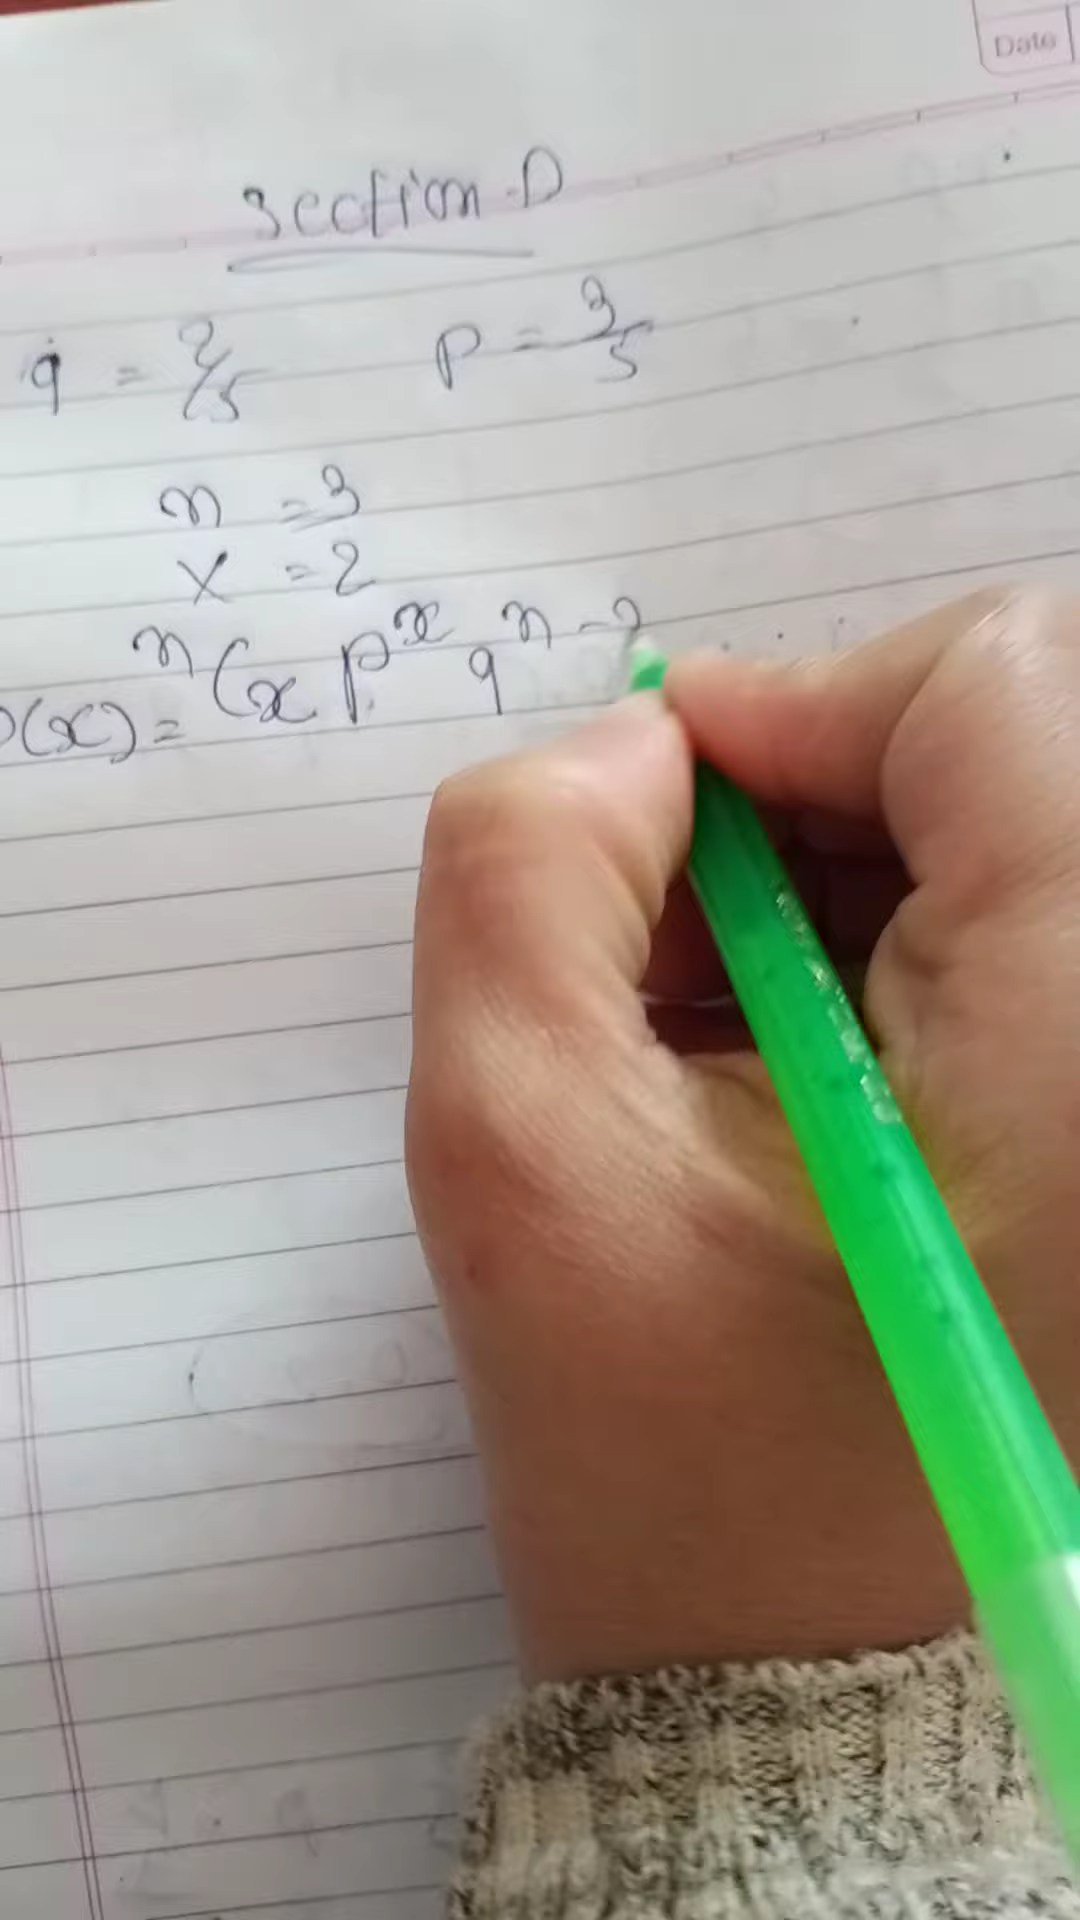 Date
Section-D
q = 2/5 p = 3/5
n = 3
x = 2
(x) = nCx p^x q^n-